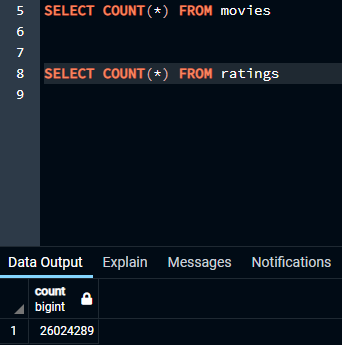 5 SELECT COUNT(*) FROM movies
6
7
8 SELECT COUNT(*) FROM ratings
9
Data Output Explain Messages Notifications
count
bigint
1 26024289